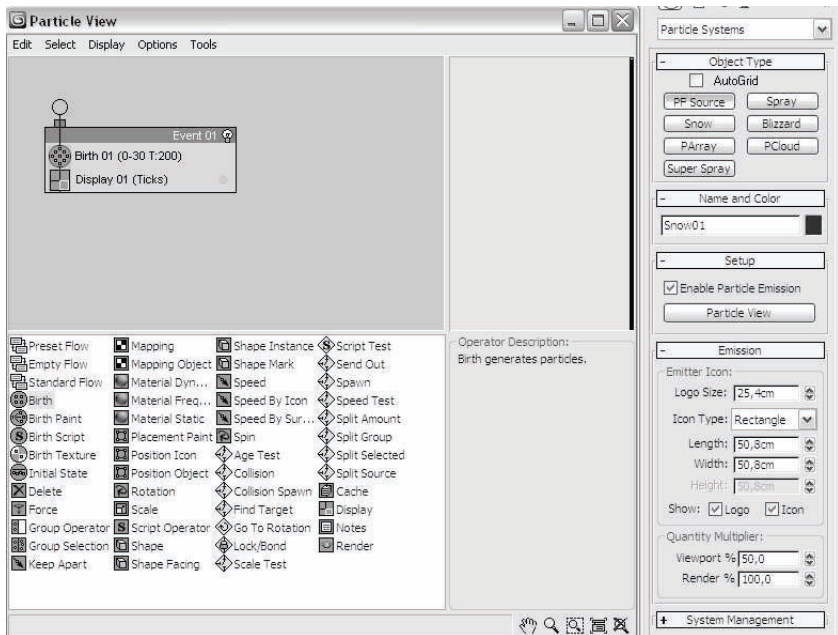 Particle View
Edit Select Display Options Tools
Event 01
Birth 01 (0-30 T:200)
Display 01 (Ticks)
Preset Flow
Empty Flow
Standard Flow
Birth
Birth Paint
Birth Script
Birth Texture
Initial State
Delete
Force
Group Operator
Group Selection
Keep Apart
Mapping
Mapping Object
Material Dyn...
Material Freq...
Material Static
Placement Paint
Position Icon
Position Object
Rotation
Scale
Script Operator
Shape
Shape Facing
Shape Instance
Shape Mark
Speed
Speed By Icon
Speed By Sur...
Spin
Age Test
Collision
Collision Spawn
Find Target
Go To Rotation
Lock/Bond
Scale Test
Script Test
Send Out
Spawn
Speed Test
Split Amount
Split Group
Split Selected
Split Source
Cache
Display
Notes
Render
Operator Description:
Birth generates particles.
Particle Systems
- Object Type
AutoGrid
PF Source Spray
Snow Blizzard
PArray PCloud
Super Spray
- Name and Color
Snow01
- Setup
Enable Particle Emission
Particle View
- Emission
Emitter Icon:
Logo Size: 25,4cm
Icon Type: Rectangle
Length: 50,8cm
Width: 50,8cm
Height: 50,8cm
Show: Logo Icon
Quantity Multiplier:
Viewport % 50,0
Render % 100,0
+ System Management